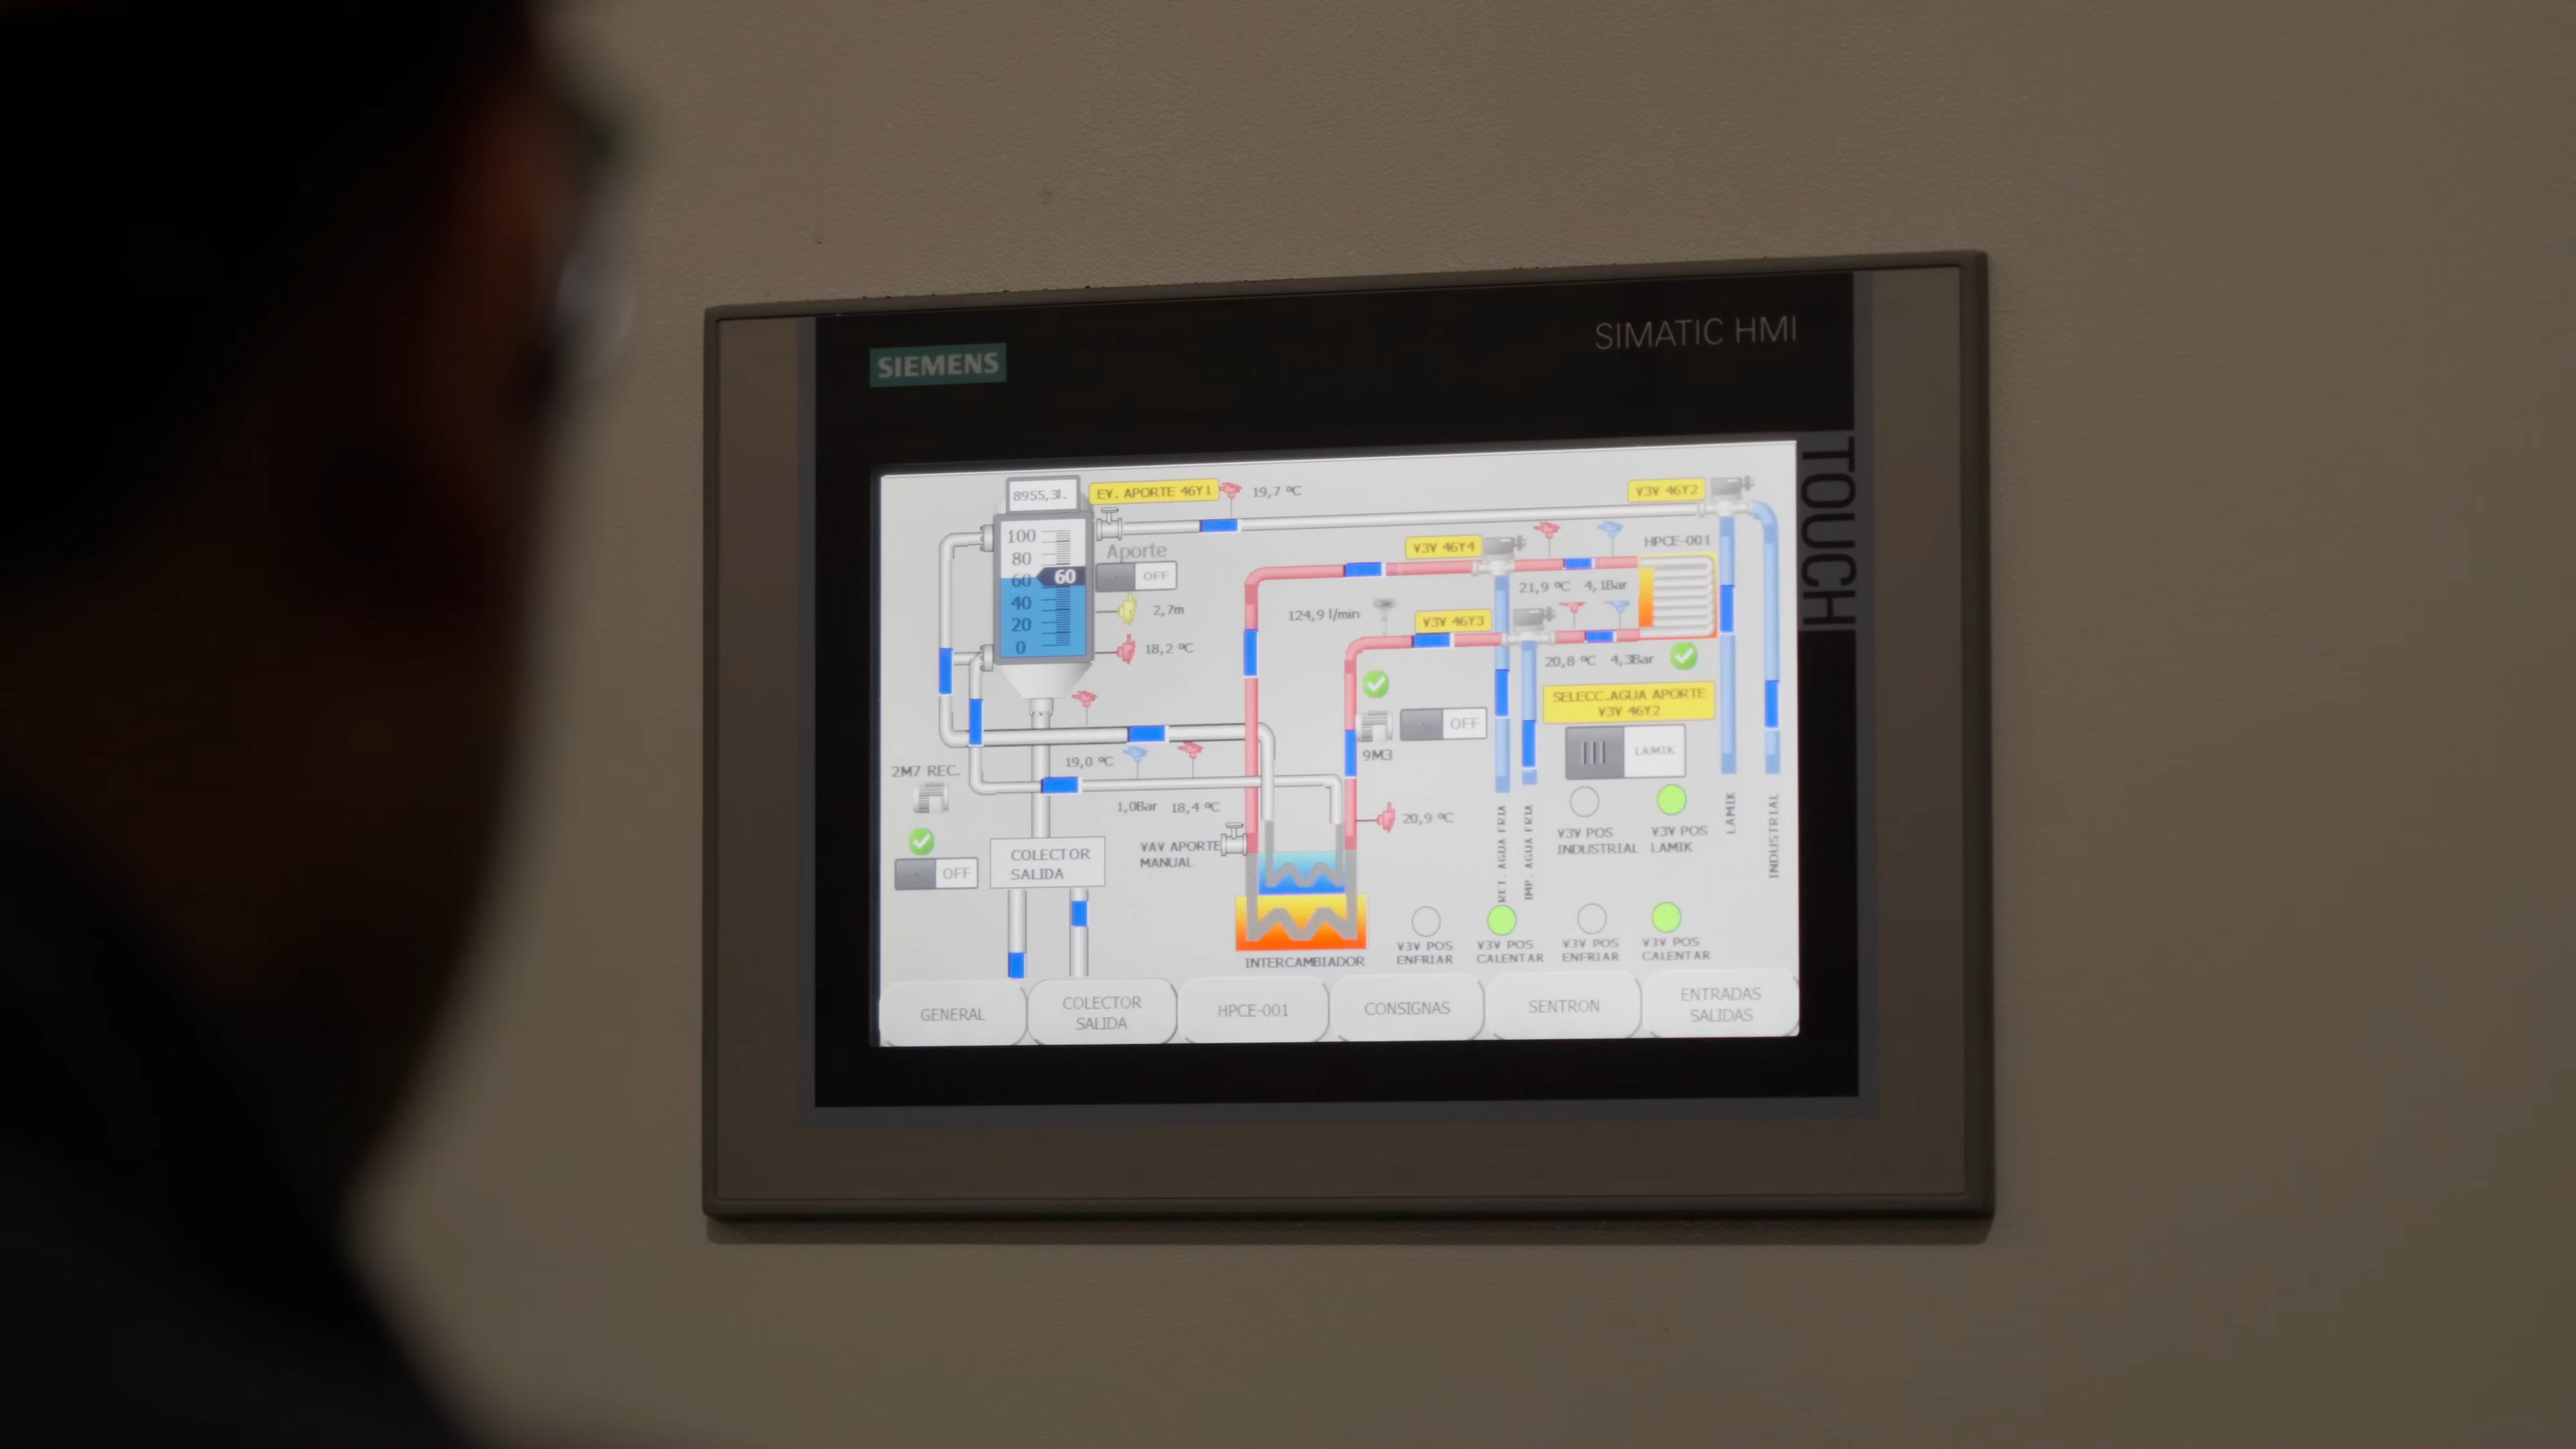 SIEMENS
SIMATIC HMI
TOUCH
8955,3l.
EV. APORTE 46Y1
19,7 ºC
V3V 46Y2
100
80
60
60
40
20
0
Aporte
OFF
2,7m
18,2 ºC
V3V 46Y4
HPCE-001
21,9 ºC 4,1Bar
124,9 l/min
V3V 46Y3
20,8 ºC 4,3Bar
SELECC.AGUA APORTE
V3V 46Y2
OFF
LAMIK
9M3
19,0 ºC
2M7 REC.
1,0Bar 18,4 ºC
20,9 ºC
OFF
COLECTOR
SALIDA
VAV APORTE
MANUAL
RET. AGUA FRIA
IMP. AGUA FRIA
V3V POS
INDUSTRIAL
V3V POS
LAMIK
LAMIK
INDUSTRIAL
INTERCAMBIADOR
V3V POS
ENFRIAR
V3V POS
CALENTAR
V3V POS
ENFRIAR
V3V POS
CALENTAR
GENERAL
COLECTOR
SALIDA
HPCE-001
CONSIGNAS
SENTRON
ENTRADAS
SALIDAS